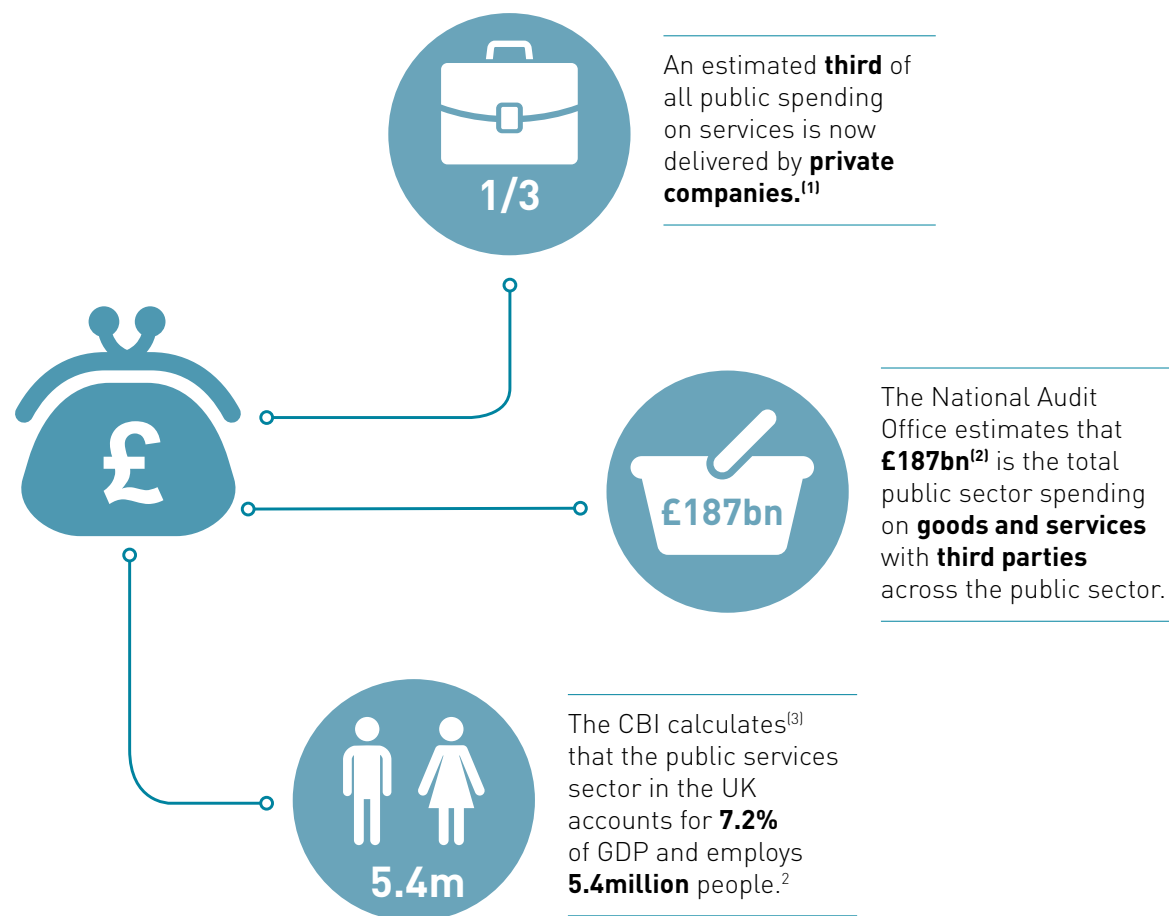 1/3
An estimated third of
all public spending
on services is now
delivered by private
companies.(1)
£
£187bn
The National Audit
Office estimates that
£187bn(2) is the total
public sector spending
on goods and services
with third parties
across the public sector.
5.4m
The CBI calculates(3)
that the public services
sector in the UK
accounts for 7.2%
of GDP and employs
5.4million people.2